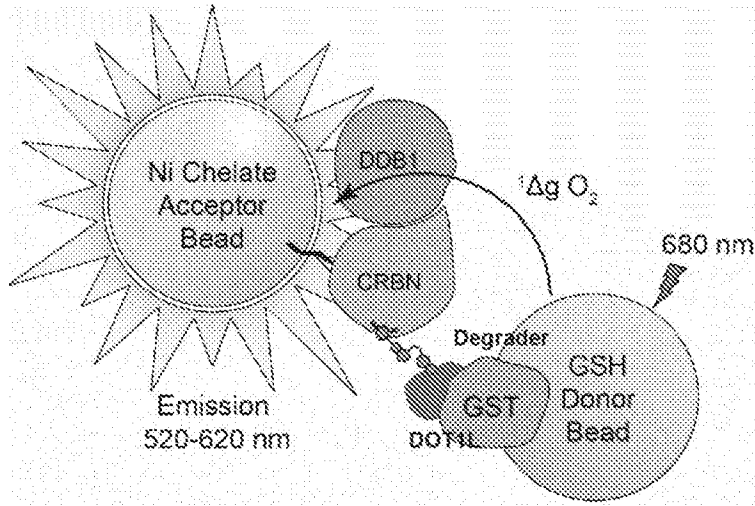 DDB1
Ni Chelate
Acceptor
Bead
¹Δg O₂
680 nm
CRBN
Degrader
GSH
Donor
Bead
GST
DOT1L
Emission
520-620 nm